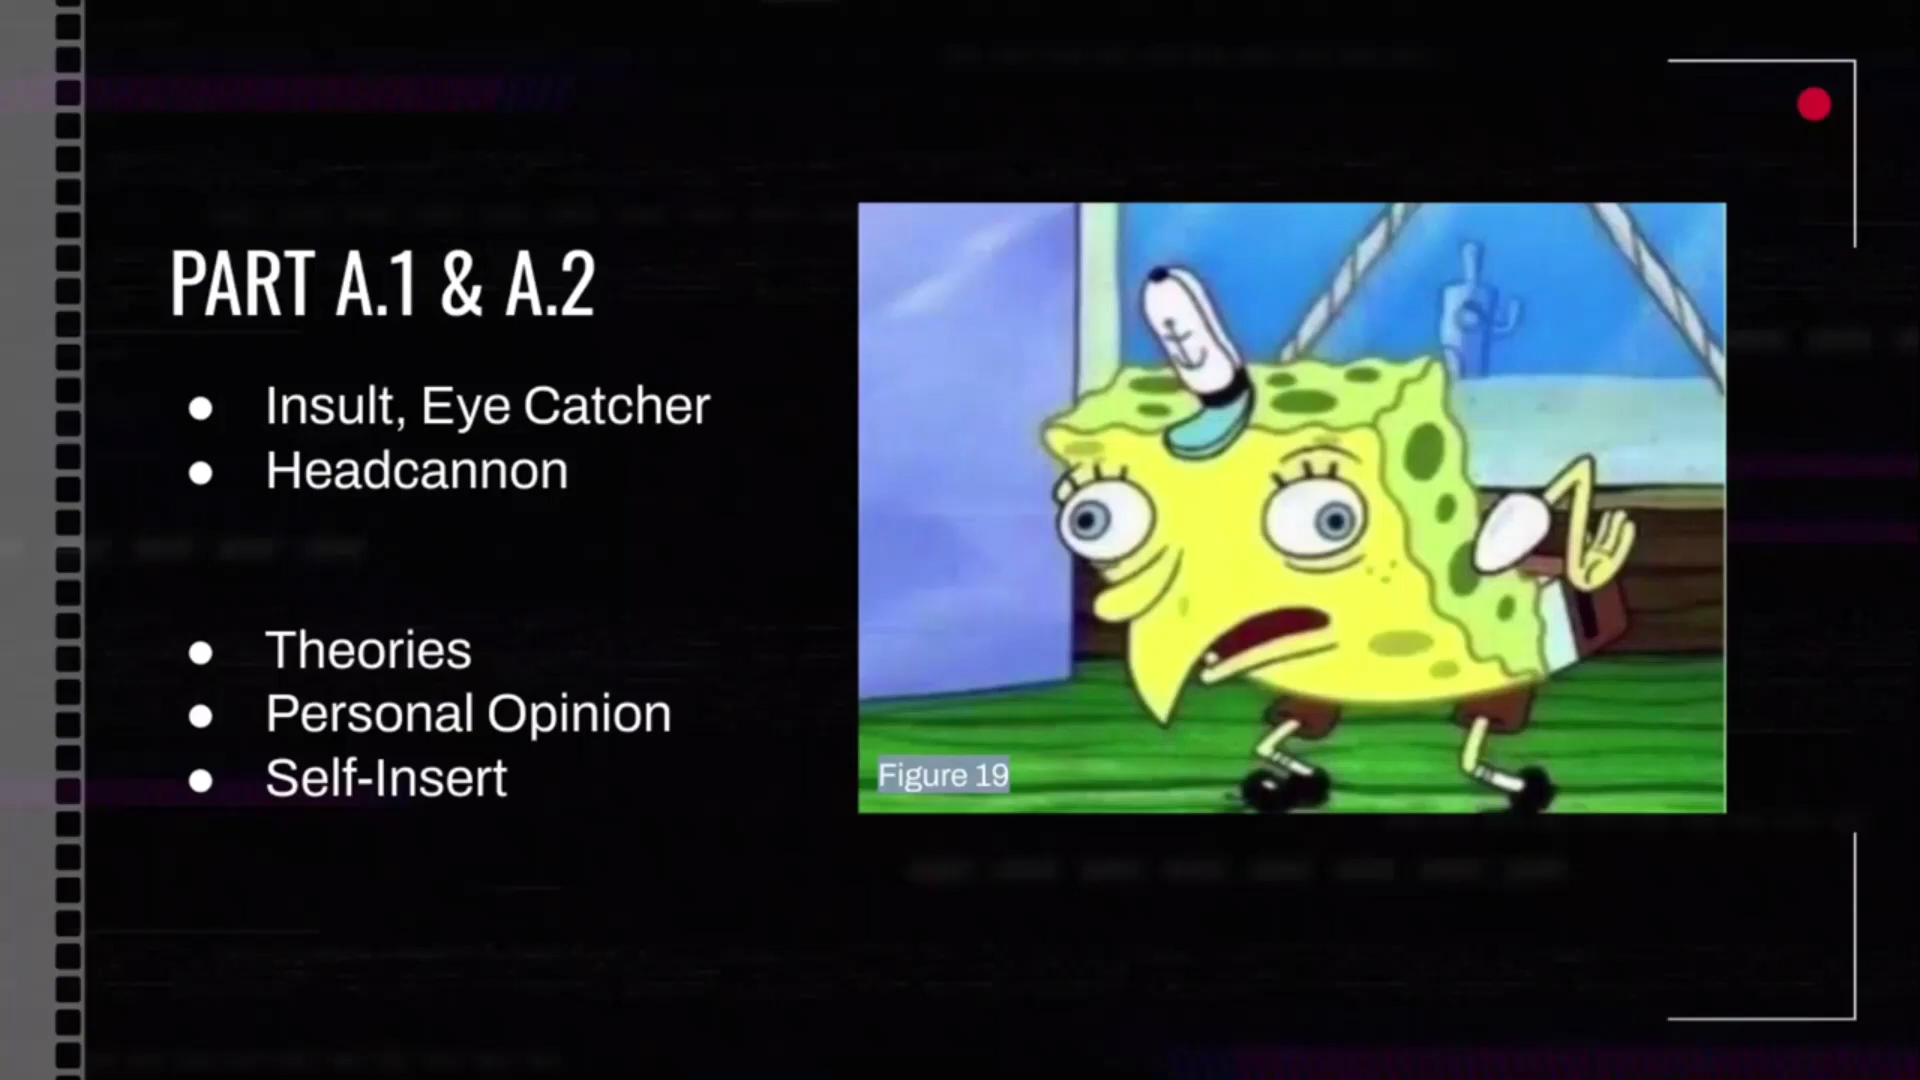 PART A.1 & A.2
● Insult, Eye Catcher
● Headcannon
● Theories
● Personal Opinion
● Self-Insert
Figure 19